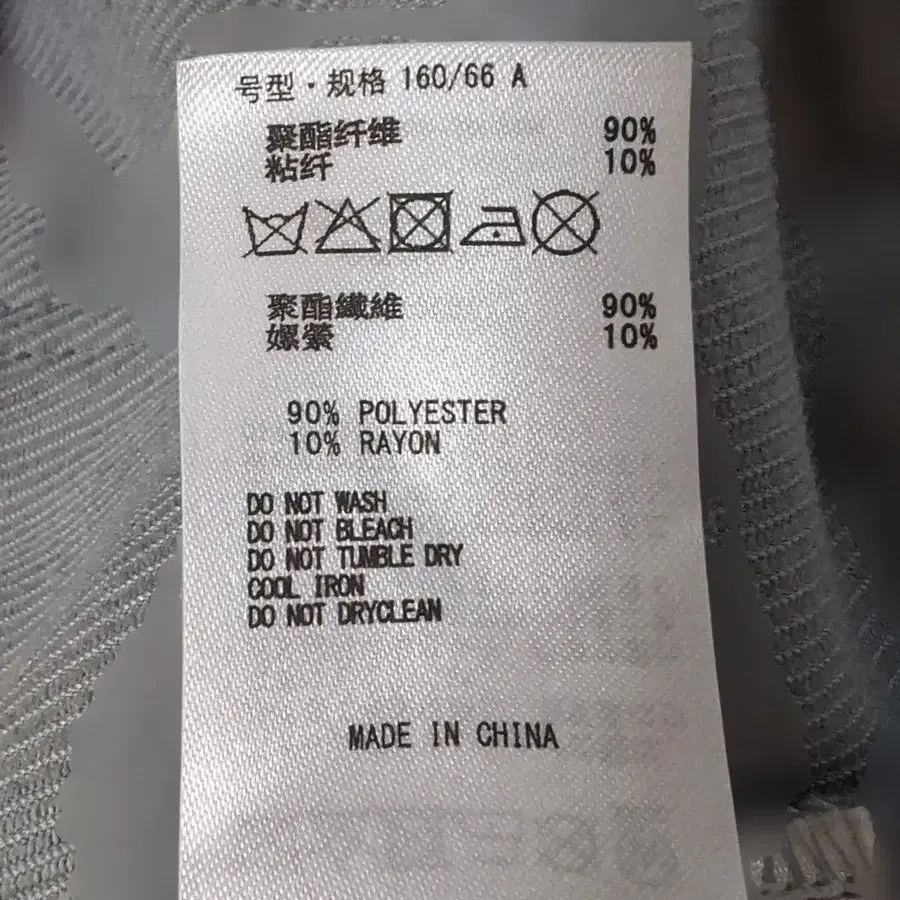 号型·规格 160/66 A
聚酯纤维 90%
粘纤 10%
聚酯纖維 90%
嫘縈 10%
90% POLYESTER
10% RAYON
DO NOT WASH
DO NOT BLEACH
DO NOT TUMBLE DRY
COOL IRON
DO NOT DRYCLEAN
MADE IN CHINA